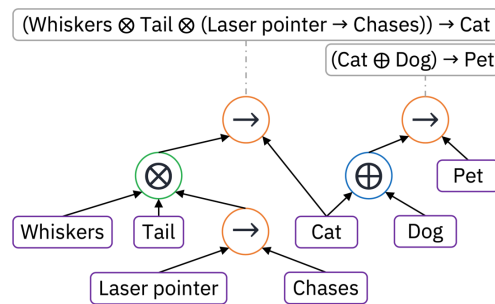 (Whiskers ⊗ Tail ⊗ (Laser pointer → Chases)) → Cat
(Cat ⊕ Dog) → Pet
→ →
⊗ ⊕
Pet
Whiskers Tail → Cat Dog
Laser pointer Chases